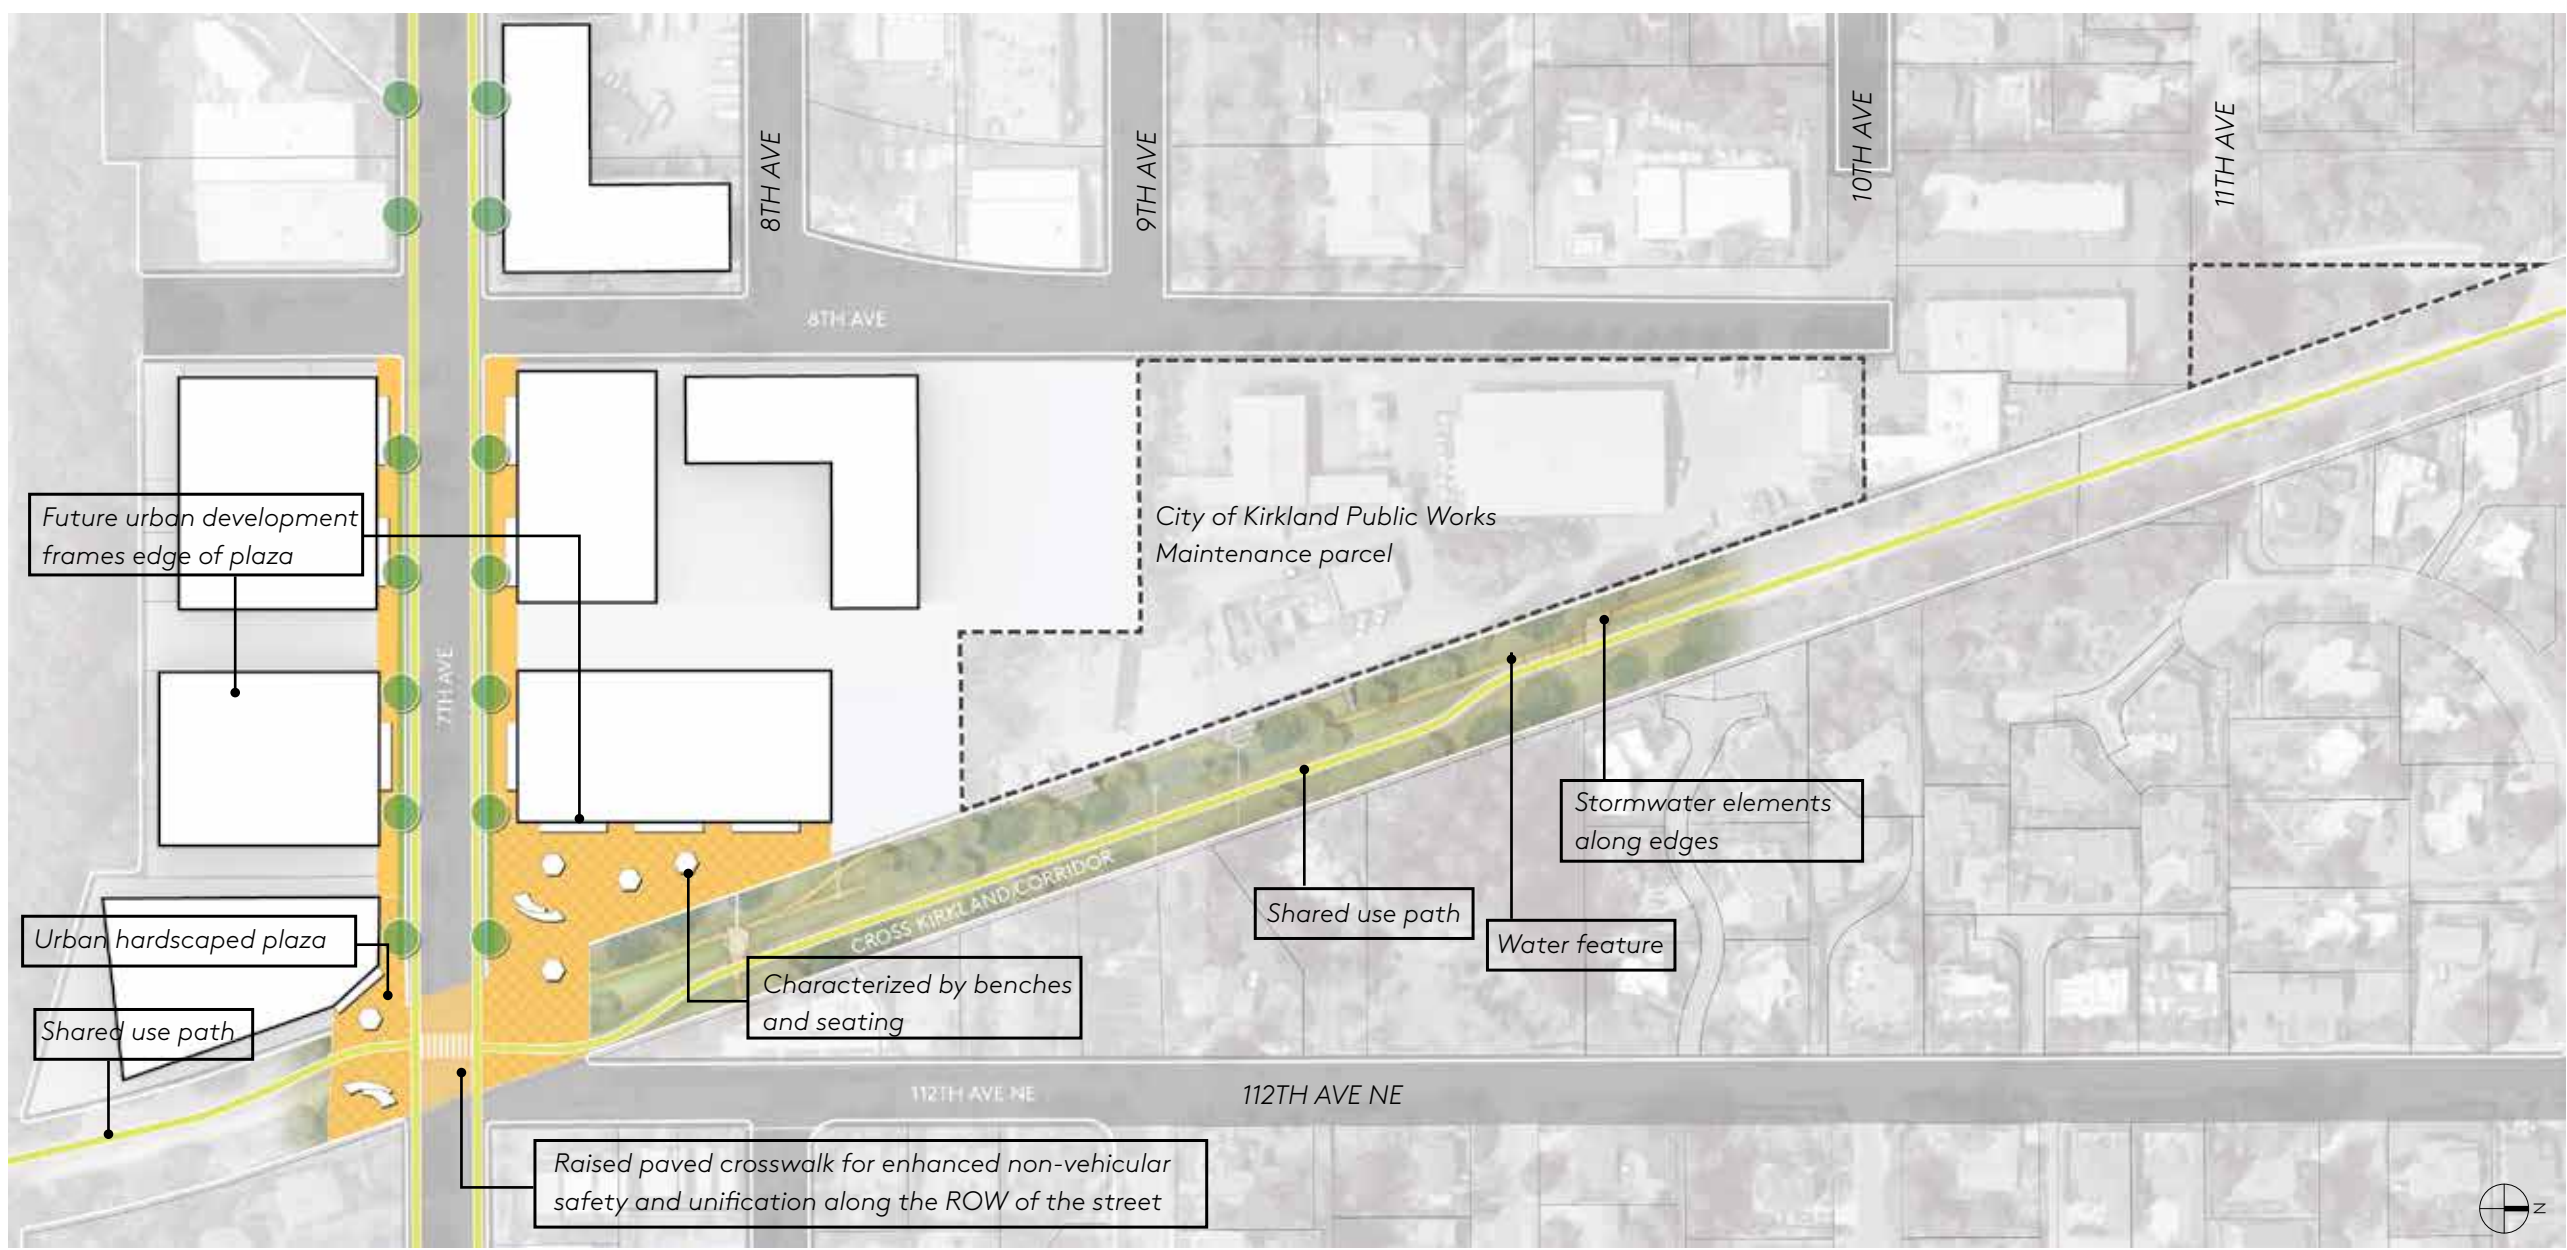 8TH AVE
9TH AVE
10TH AVE
11TH AVE
8TH AVE
Future urban development
frames edge of plaza
City of Kirkland Public Works
Maintenance parcel
7TH AVE
Stormwater elements
along edges
CROSS KIRKLAND CORRIDOR
Shared use path
Water feature
Urban hardscaped plaza
Characterized by benches
and seating
Shared use path
112TH AVE NE
112TH AVE NE
Raised paved crosswalk for enhanced non-vehicular
safety and unification along the ROW of the street
N